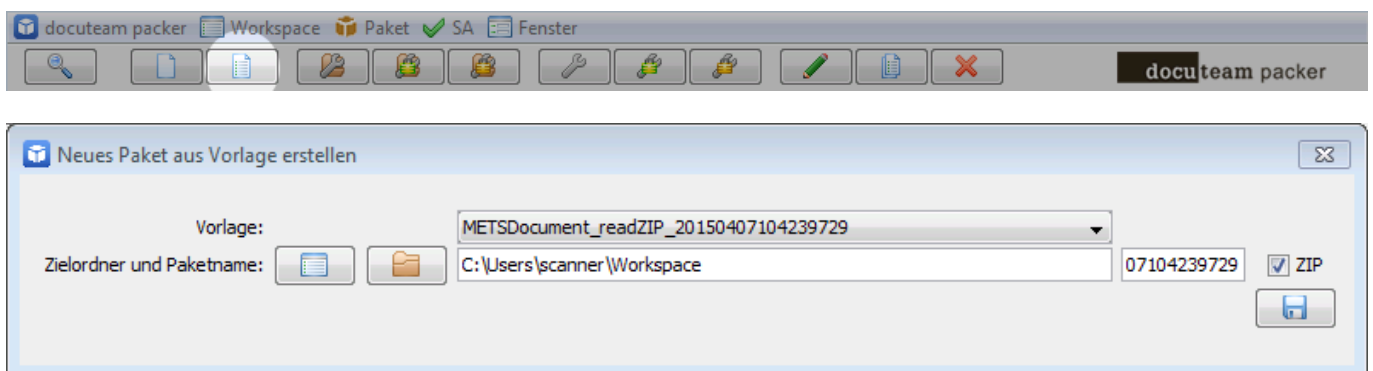 docuteam packer Workspace Paket SA Fenster
docuteam packer
Neues Paket aus Vorlage erstellen
Vorlage: METSDocument_readZIP_20150407104239729
Zielordner und Paketname: C:\Users\scanner\Workspace 07104239729 ZIP